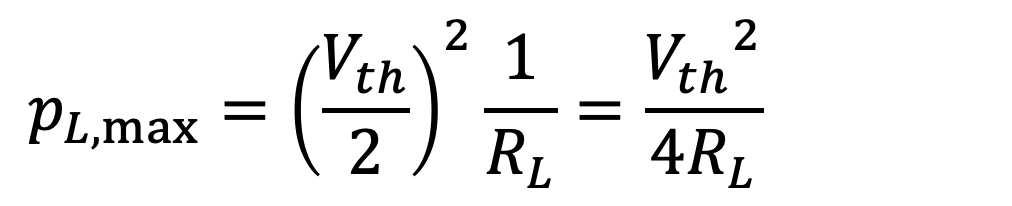 p_{L,max} = (V_{th}/2)^2 1/R_L = V_{th}^2/4R_L